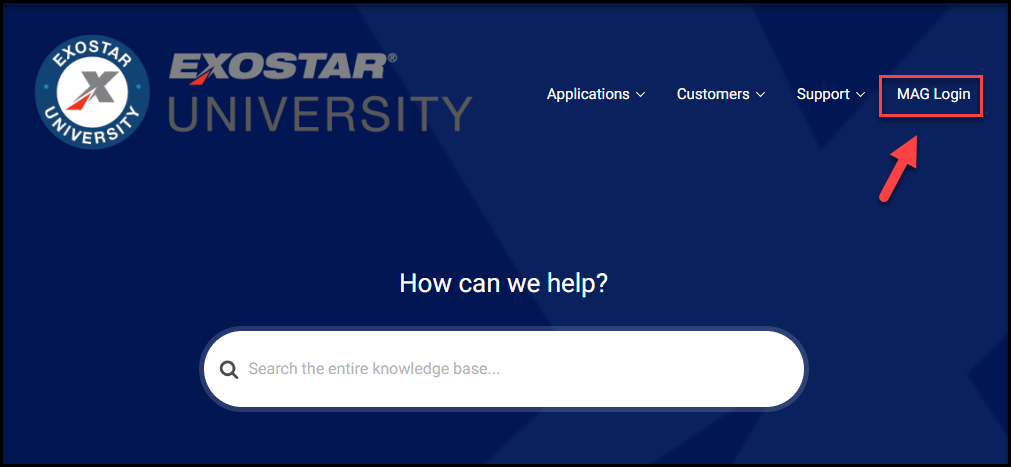 EXOSTAR
UNIVERSITY
EXOSTAR®
UNIVERSITY
Applications
Customers
Support
MAG Login
How can we help?
Search the entire knowledge base...